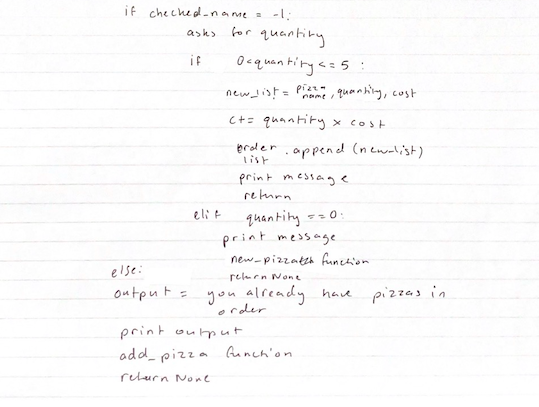 if checked_name = -1:
asks for quantity
if 0<quantity<=5 :
new_list = pizza name, quantity, cost
c+= quantity x cost
order list .append (new_list)
print message
return
elif quantity ==0:
print message
function
return None
else:
output = you already have pizzas in
order
print output
add_pizza function
return None